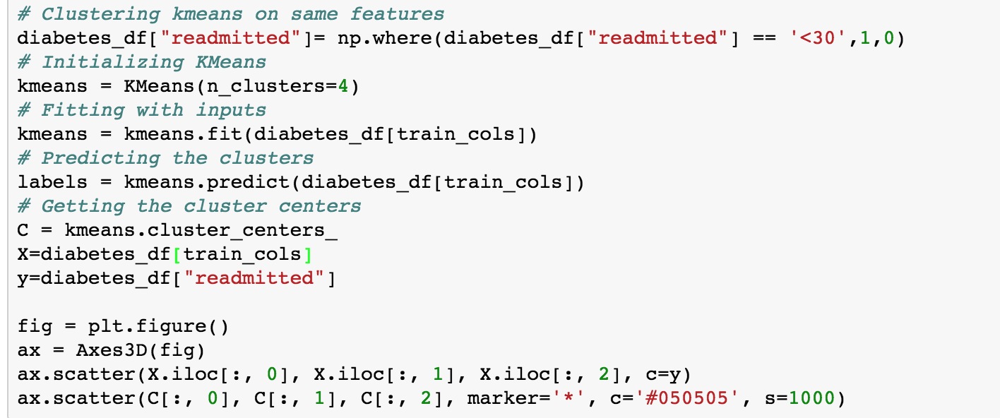 # Clustering kmeans on same features
diabetes_df["readmitted"]= np.where(diabetes_df["readmitted"] == '<30',1,0)
# Initializing KMeans
kmeans = KMeans(n_clusters=4)
# Fitting with inputs
kmeans = kmeans.fit(diabetes_df[train_cols])
# Predicting the clusters
labels = kmeans.predict(diabetes_df[train_cols])
# Getting the cluster centers
C = kmeans.cluster_centers_
X=diabetes_df[train_cols]
y=diabetes_df["readmitted"]
fig = plt.figure()
ax = Axes3D(fig)
ax.scatter(X.iloc[:, 0], X.iloc[:, 1], X.iloc[:, 2], c=y)
ax.scatter(C[:, 0], C[:, 1], C[:, 2], marker='*', c='#050505', s=1000)